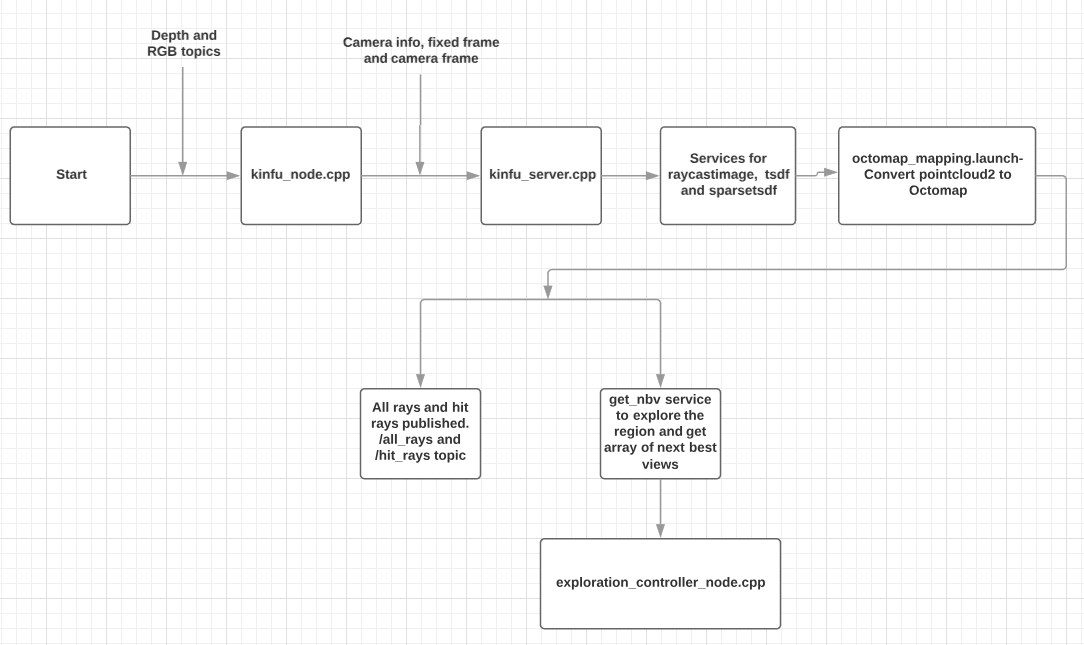 Depth and
RGB topics
Camera info, fixed frame
and camera frame
Start
kinfu_node.cpp
kinfu_server.cpp
Services for
raycastimage, tsdf
and sparsetsdf
octomap_mapping.launch-
Convert pointcloud2 to
Octomap
All rays and hit
rays published.
/all_rays and
/hit_rays topic
get_nbv service
to explore the
region and get
array of next best
views
exploration_controller_node.cpp